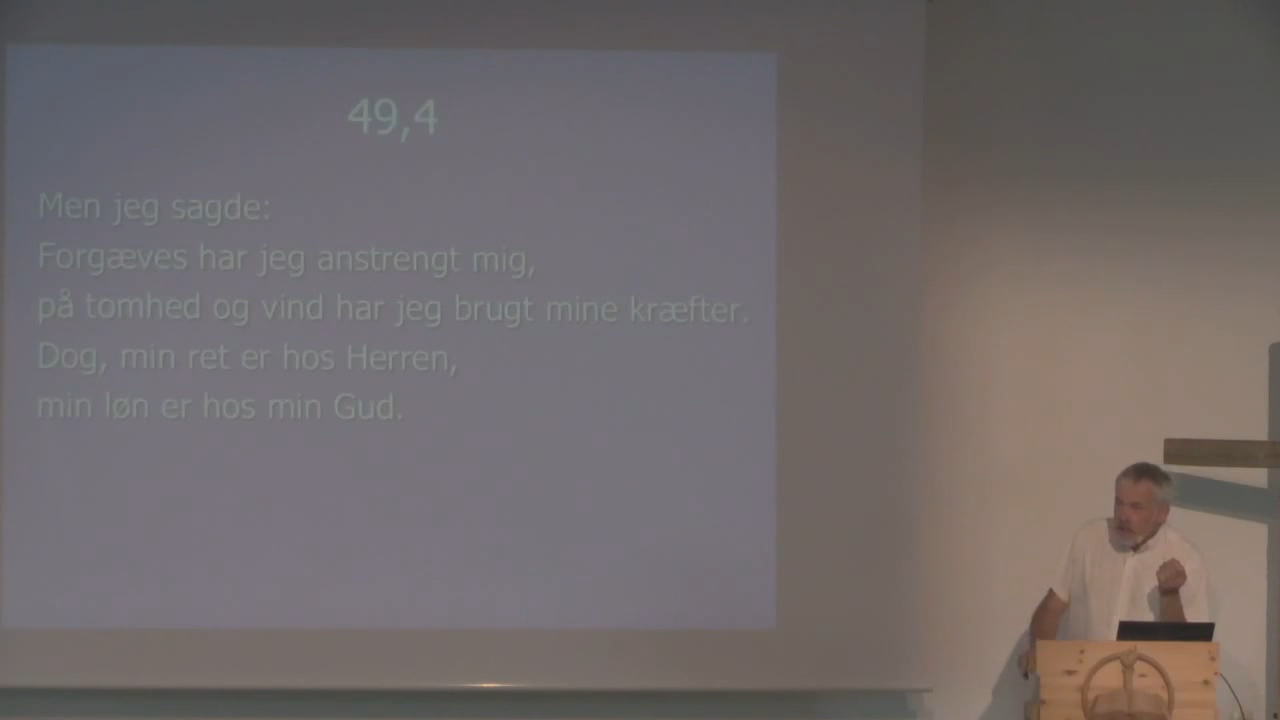 49,4
Men jeg sagde:
Forgæves har jeg anstrengt mig,
på tomhed og vind har jeg brugt mine kræfter.
Dog, min ret er hos Herren,
min løn er hos min Gud.